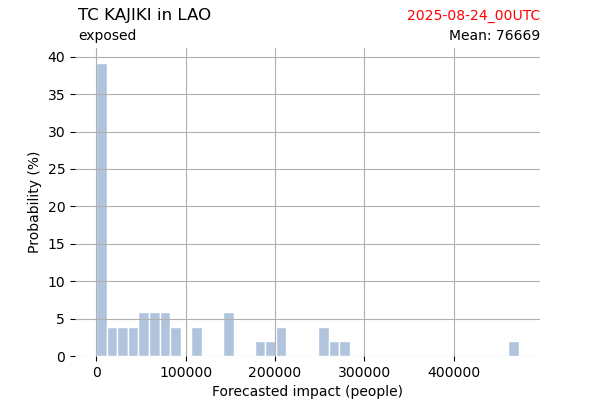 TC KAJIKI in LAO
2025-08-24_00UTC
exposed
Mean: 76669
40
35
30
25
20
15
10
5
0
Probability (%)
0 100000 200000 300000 400000
Forecasted impact (people)